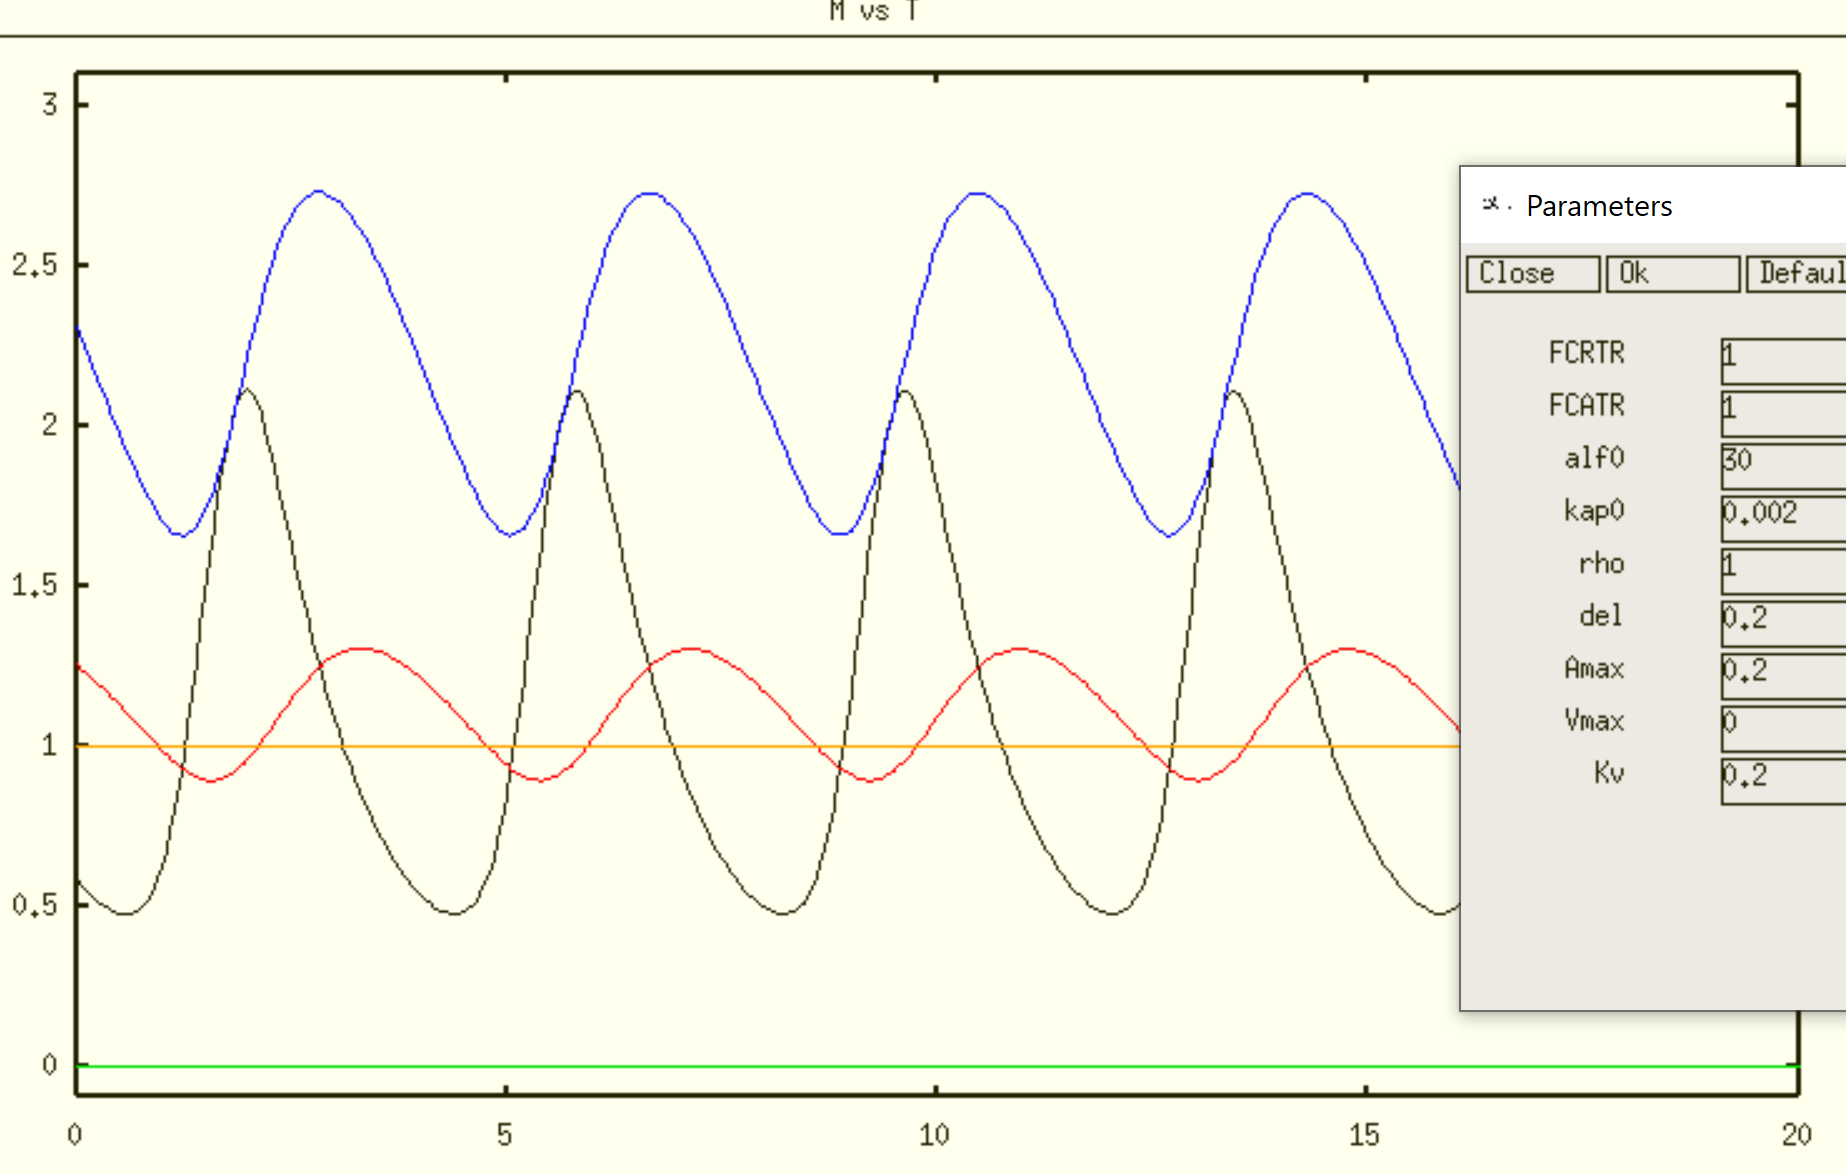 M vs T
3
2.5
2
1.5
1
0.5
0
0 5 10 15 20
Parameters
Close Ok Defaul
FCRTR 1
FCATR 1
alf0 30
kap0 0.002
rho 1
del 0.2
Amax 0.2
Vmax 0
Kv 0.2